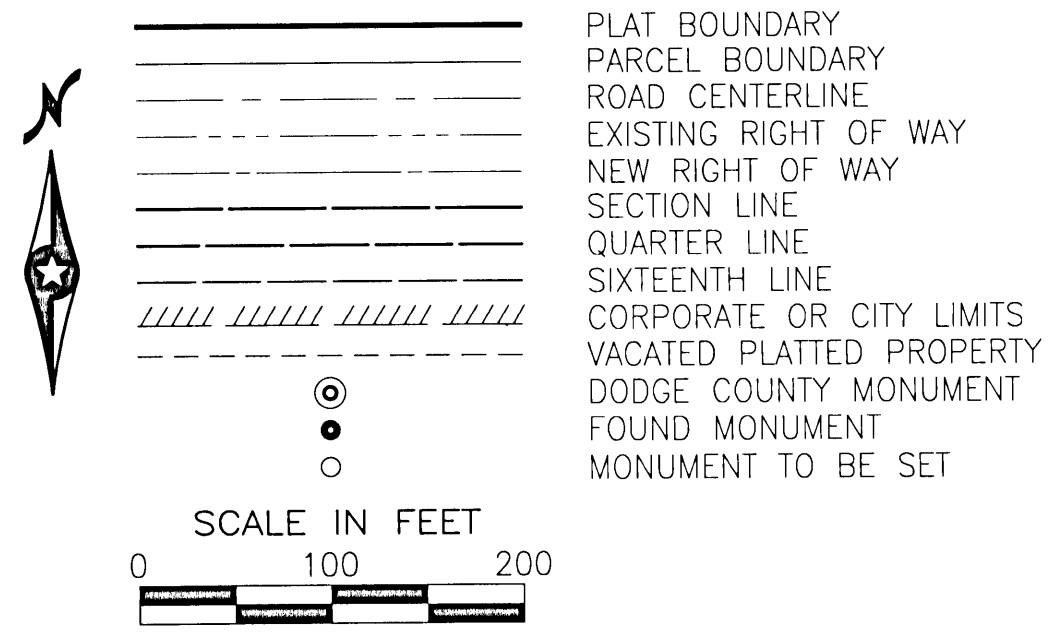 N
PLAT BOUNDARY
PARCEL BOUNDARY
ROAD CENTERLINE
EXISTING RIGHT OF WAY
NEW RIGHT OF WAY
SECTION LINE
QUARTER LINE
SIXTEENTH LINE
CORPORATE OR CITY LIMITS
VACATED PLATTED PROPERTY
DODGE COUNTY MONUMENT
FOUND MONUMENT
MONUMENT TO BE SET
SCALE IN FEET
0 100 200